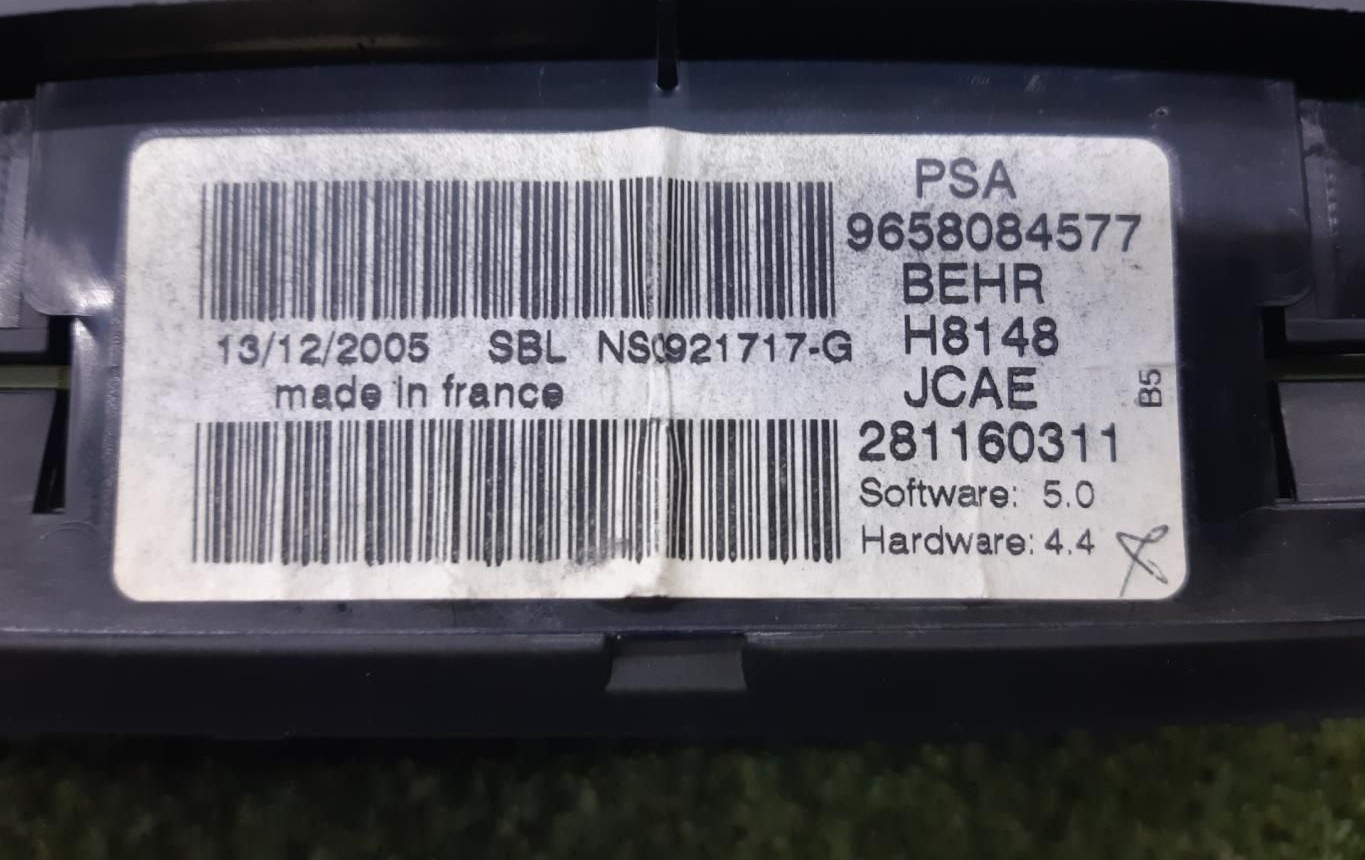 PSA
9658084577
BEHR
H8148
JCAE
281160311
Software: 5.0
Hardware: 4.4
13/12/2005 SBL NS0921717-G
made in france
B5